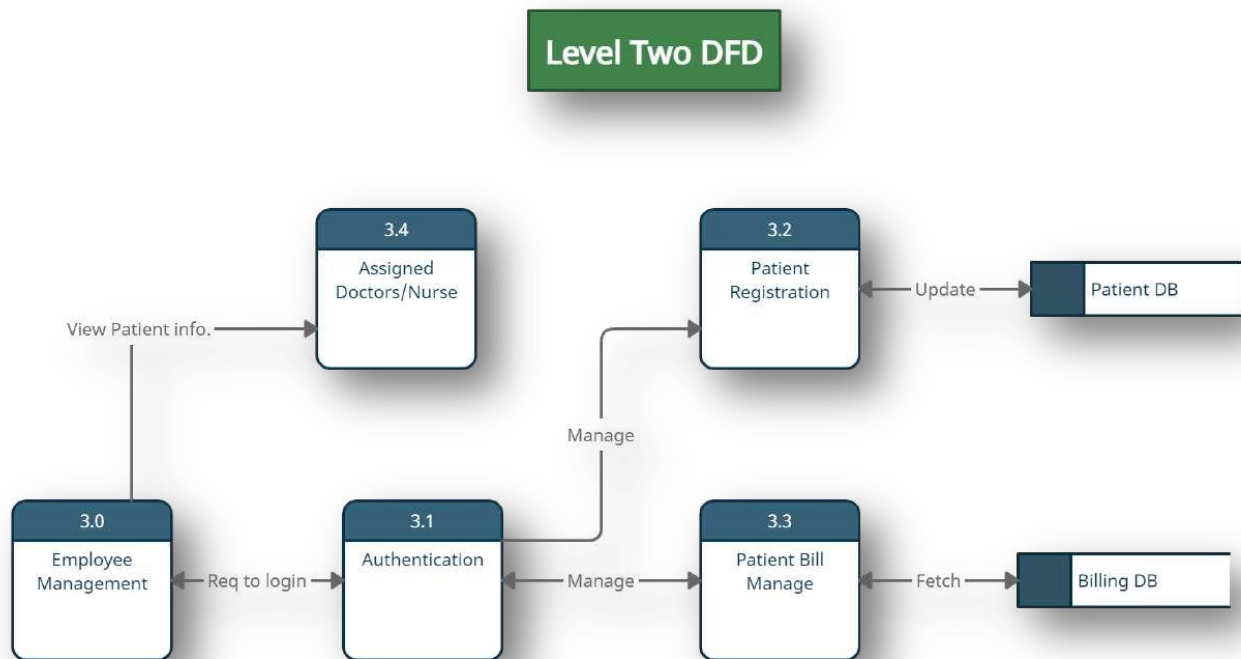 Level Two DFD
3.4
Assigned
Doctors/Nurse
3.2
Patient
Registration
Update
Patient DB
View Patient info.
Manage
3.0
Employee
Management
Req to login
3.1
Authentication
Manage
3.3
Patient Bill
Manage
Fetch
Billing DB